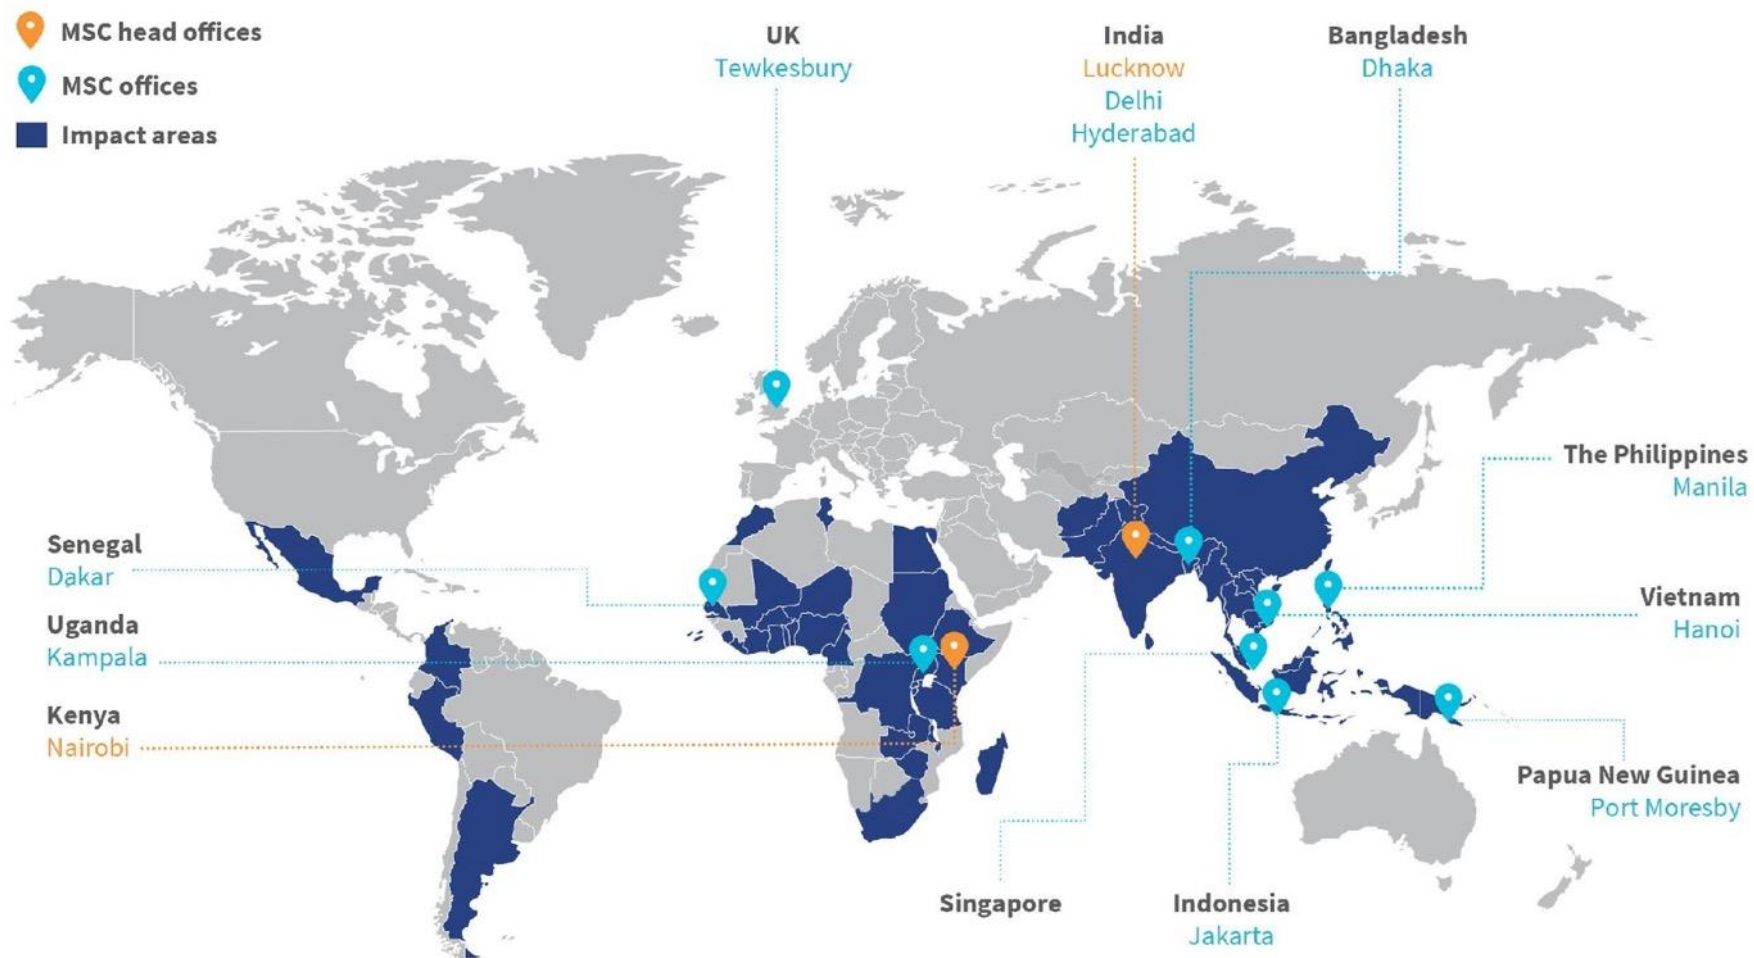 MSC head offices
MSC offices
Impact areas
UK
Tewkesbury
India
Lucknow
Delhi
Hyderabad
Bangladesh
Dhaka
The Philippines
Manila
Senegal
Dakar
Vietnam
Hanoi
Uganda
Kampala
Kenya
Nairobi
Papua New Guinea
Port Moresby
Singapore
Indonesia
Jakarta